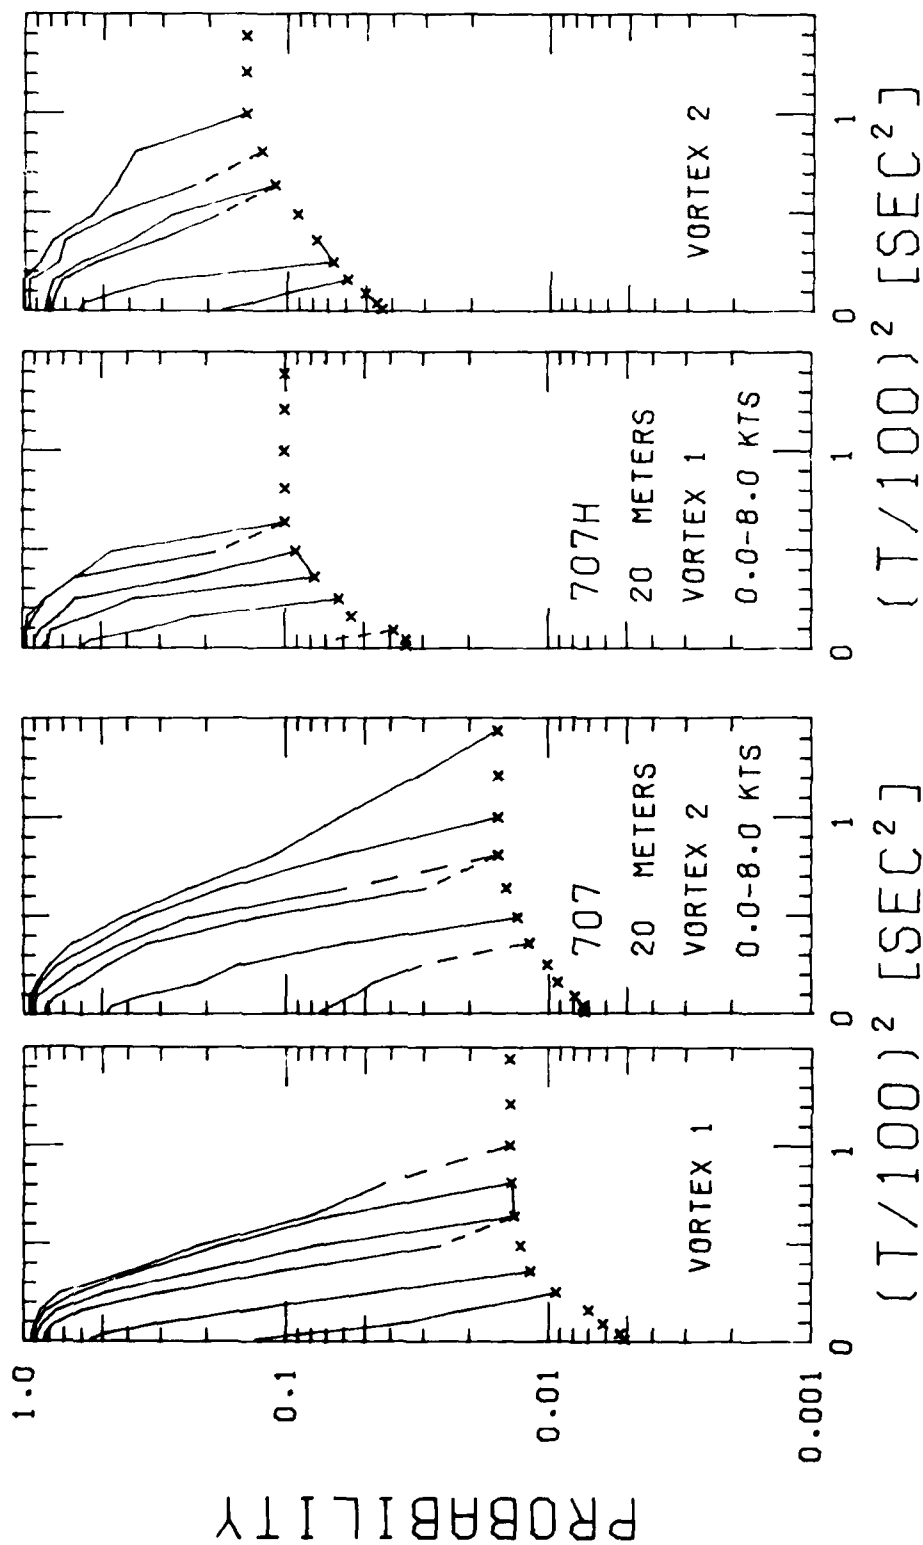 PROBABILITY
1.0
0.1
0.01
0.001
VORTEX 1
0
1
707
20 METERS
VORTEX 2
0.0-8.0 KTS
0
1
(T/100)² [SEC²]
707H
20 METERS
VORTEX 1
0.0-8.0 KTS
0
1
VORTEX 2
0
1
(T/100)² [SEC²]